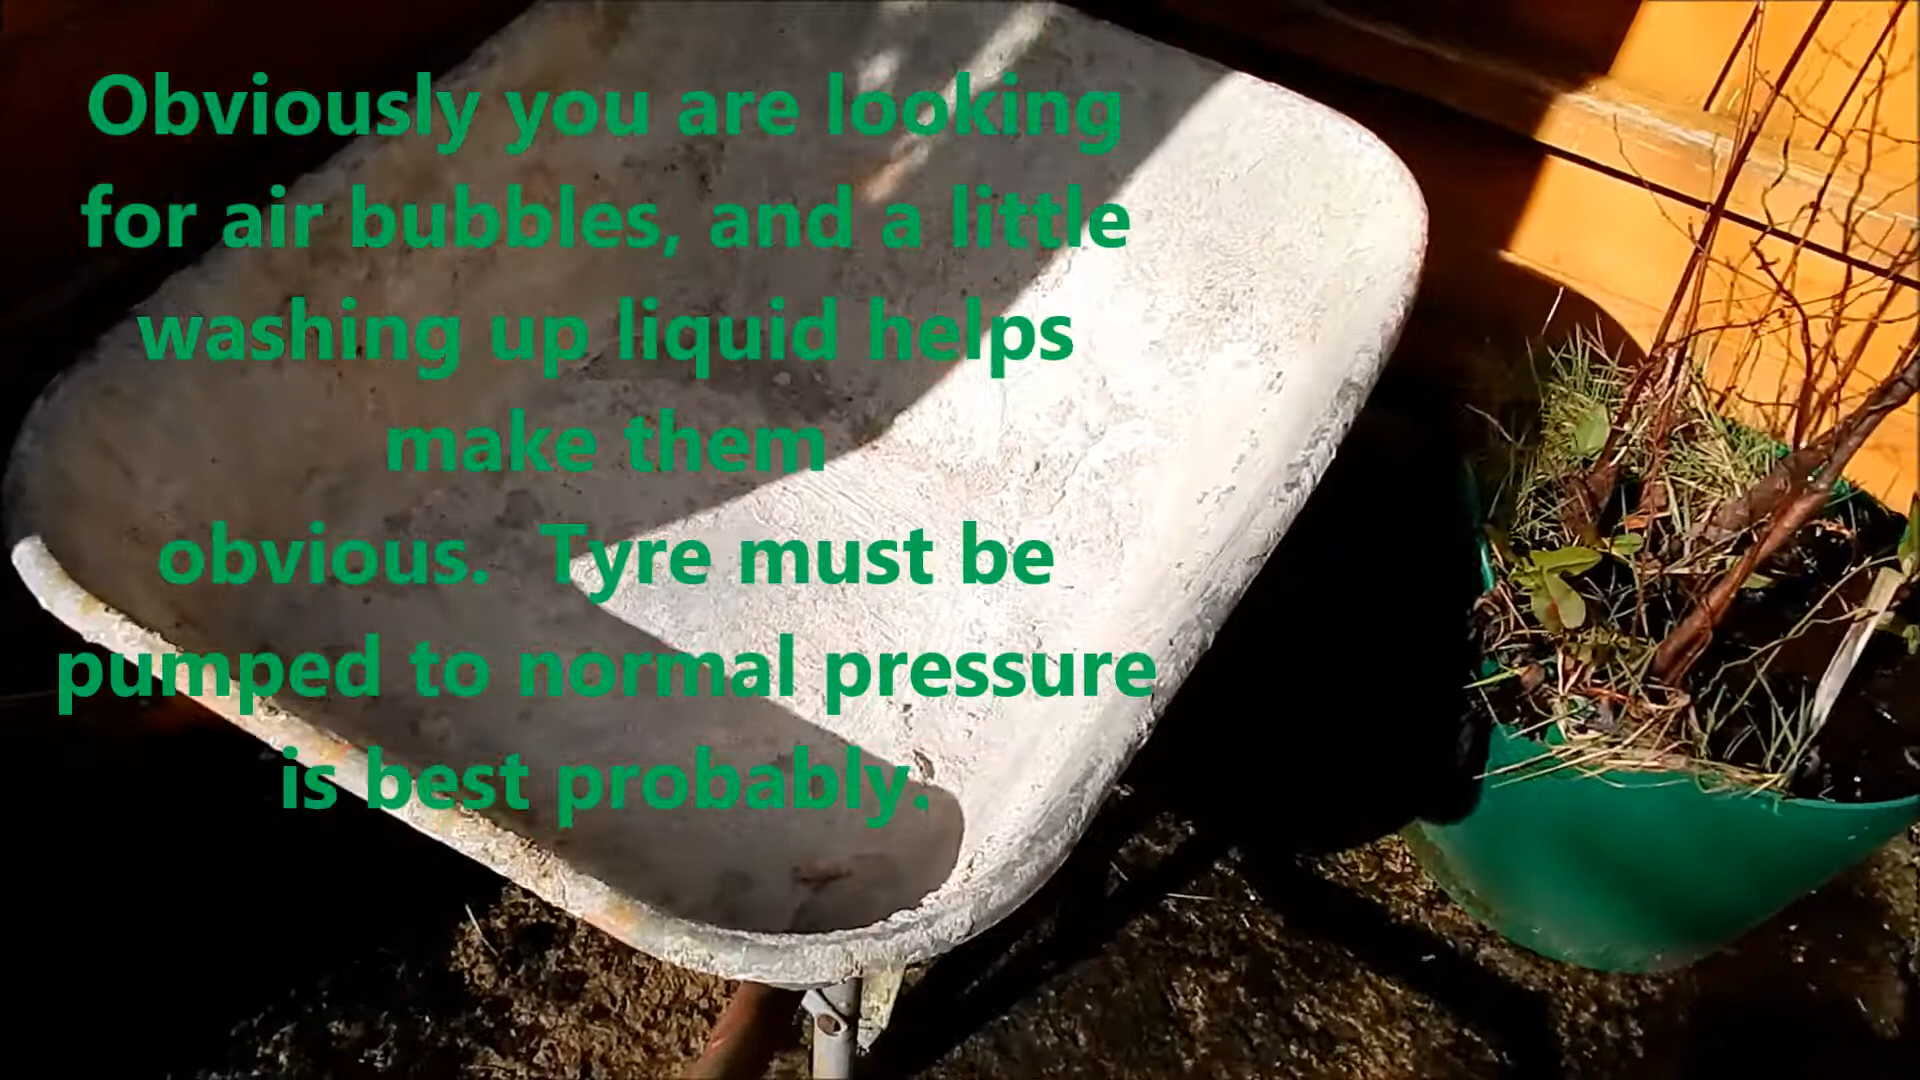 Obviously you are looking
for air bubbles, and a little
washing up liquid helps
make them
obvious.  Tyre must be
pumped to normal pressure
is best probably.